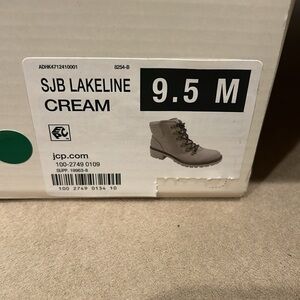 ADHK4712410001 8254-B
SJB LAKELINE
CREAM
9.5 M
jcp.com
100-2749 0109
SUPP. 18963-8
100 2749 0134 10